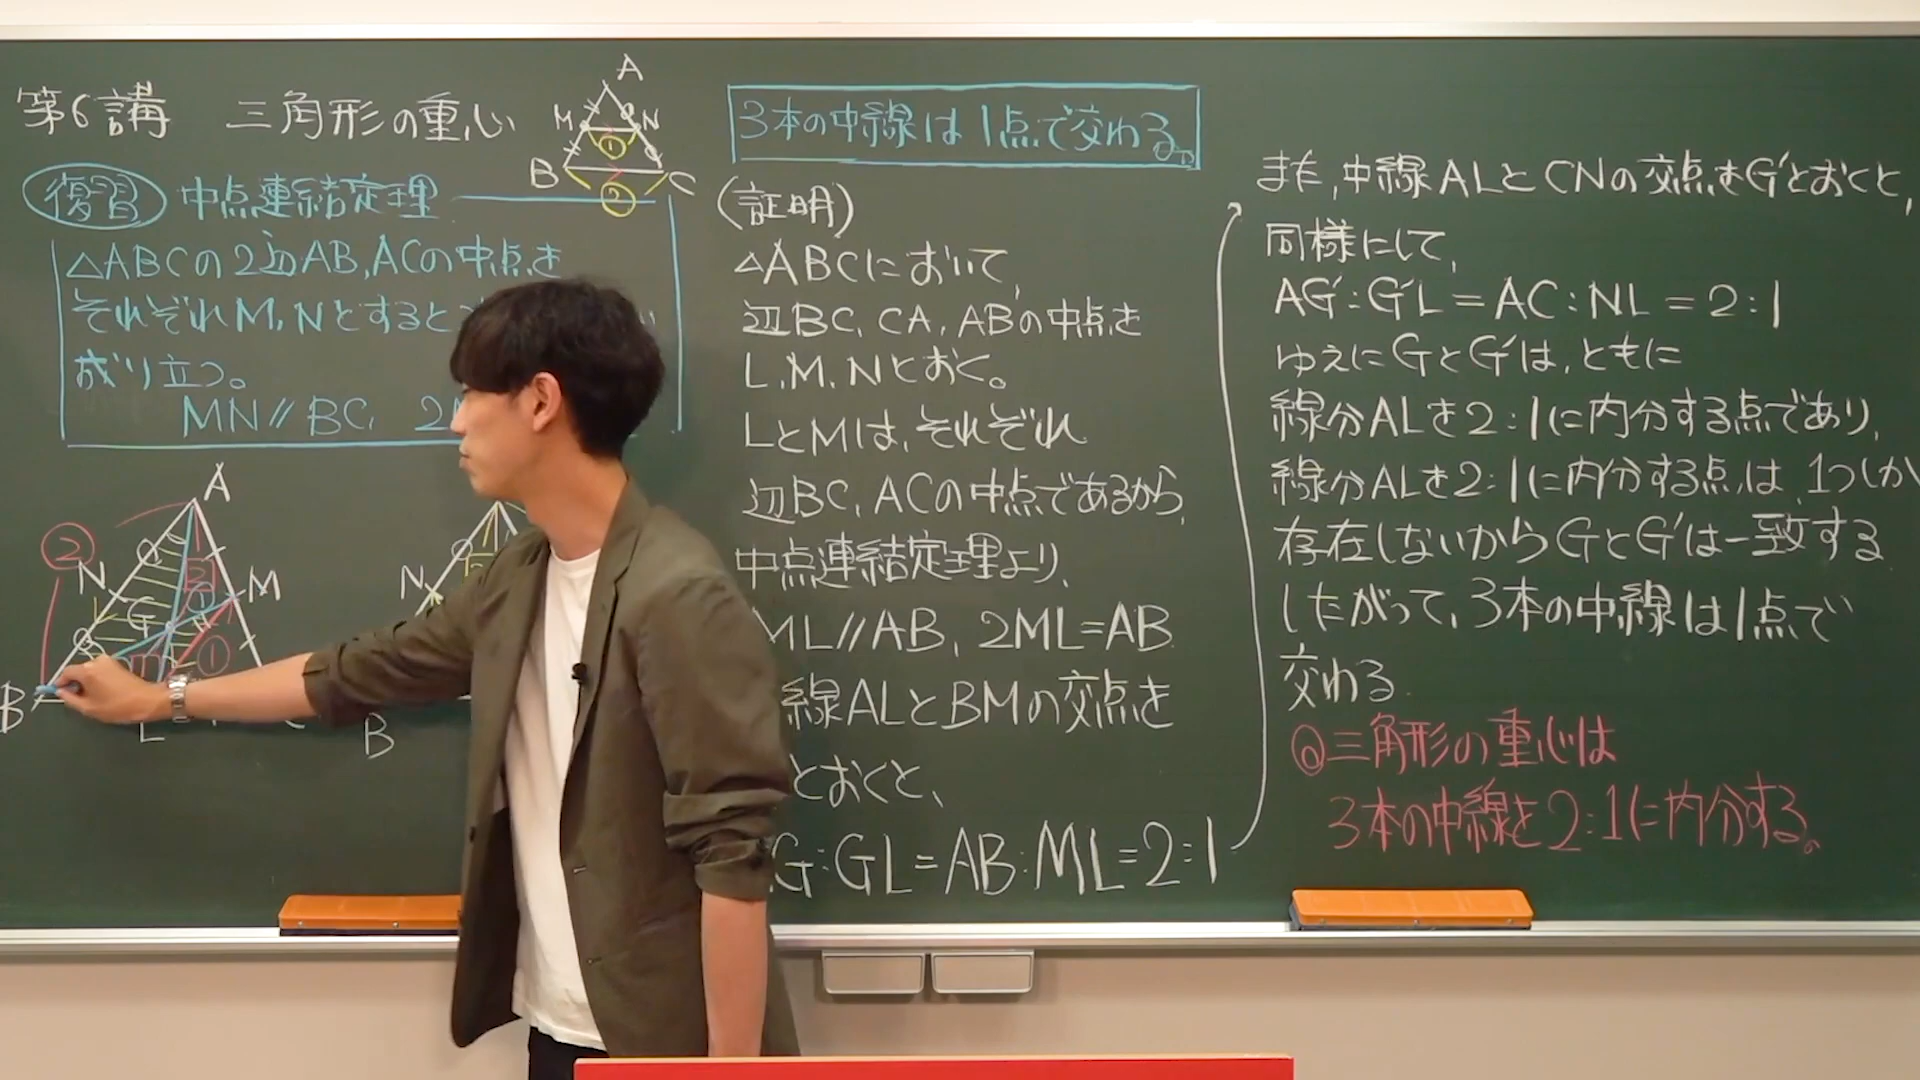 第6講 三角形の重心
A
M N
①
B C
②
復習 中点連結定理
△ABCの2辺AB,ACの中点を
それぞれM,Nとすると
成り立つ。
MN//BC, 2
A
②
N M
G
①
B
L
N
B
3本の中線は1点で交わる。
(証明)
△ABCにおいて,
辺BC,CA,ABの中点を
L,M,Nとおく。
LとMは,それぞれ
辺BC,ACの中点であるから,
中点連結定理より,
ML//AB, 2ML=AB
線ALとBMの交点を
とおくと,
G:GL=AB:ML=2:1
また,中線ALとCNの交点をG'とおくと,
同様にして,
AG':G'L=AC:NL=2:1
ゆえにGとG'は,ともに
線分ALを2:1に内分する点であり,
線分ALを2:1に内分する点は,1つしか
存在しないからGとG'は一致する
したがって,3本の中線は1点で
交わる.
◎三角形の重心は
3本の中線を2:1に内分する。